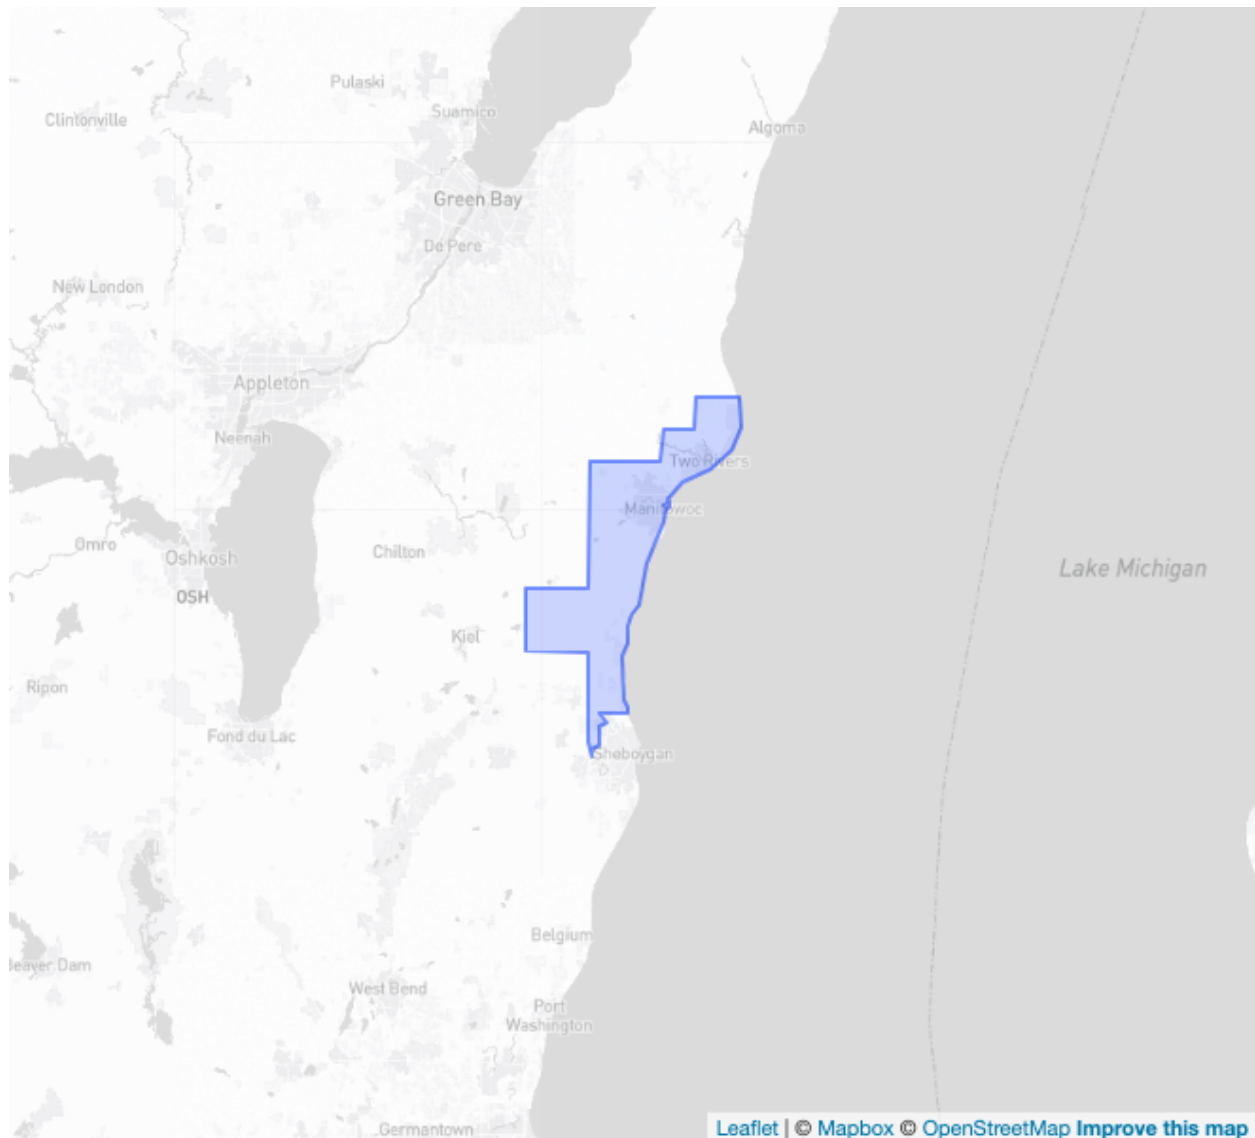 Pulaski
Clintonville
Suamico
Algoma
Green Bay
De Pere
New London
Appleton
Neenah
Two Rivers
Manitowoc
Omro
Oshkosh
Chilton
Lake Michigan
OSH
Kiel
Ripon
Fond du Lac
Sheboygan
Belgium
Beaver Dam
West Bend
Port
Washington
Germantown
Leaflet | © Mapbox © OpenStreetMap Improve this map